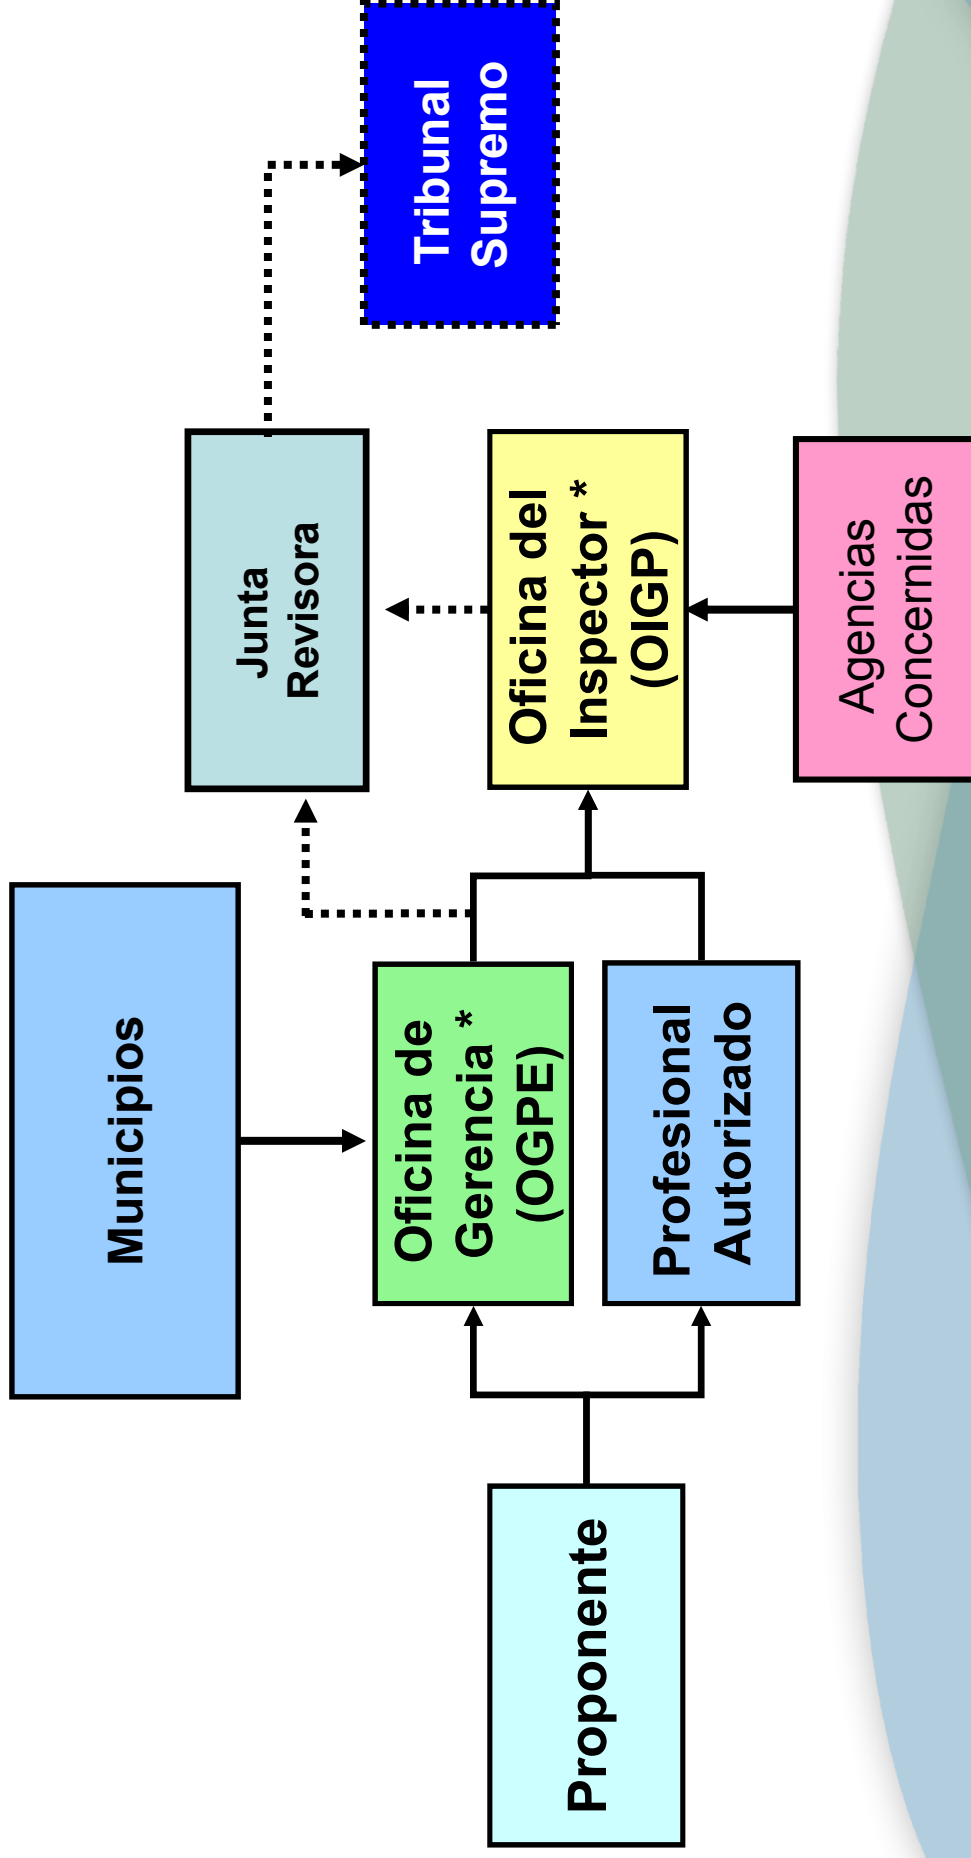 Municipios
Junta
Revisora
Tribunal
Supremo
Proponente
Oficina de
Gerencia *
(OGPE)
Profesional
Autorizado
Oficina del
Inspector *
(OIGP)
Agencias
Concernidas